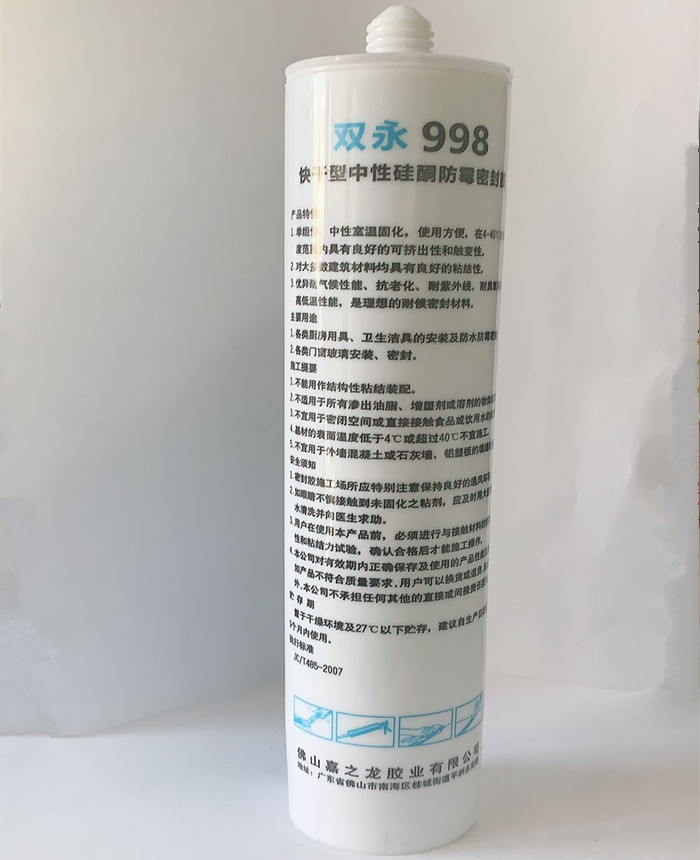 双永 998
快干型中性硅酮防霉密封胶
产品特性
1.单组份、中性室温固化，使用方便，在4-40℃
度范围内具有良好的可挤出性和触变性。
2.对大多数建筑材料均具有良好的粘结性。
3.优异耐气候性能、抗老化、耐紫外线、耐臭氧
高低温性能，是理想的耐候密封材料。
主要用途
1.各类厨房用具、卫生洁具的安装及防水防霉密
2.各类门窗玻璃安装、密封。
施工提要
1.不能用作结构性粘结装配。
2.不适用于所有渗出油脂、增塑剂或溶剂的物体
3.不宜用于密闭空间或直接接触食品或饮用水的
4.基材的表面温度低于4℃或超过40℃不宜施工。
5.不宜用于外墙混凝土或石灰墙、铝塑板的填缝
安全须知
1.密封胶施工场所应特别注意保持良好的通风环
2.如眼睛不慎接触到未固化之粘剂，应及时用大
水清洗并向医生求助。
3.用户在使用本产品前，必须进行与接触材料的
性和粘结力试验，确认合格后才能施工操作。
4.本公司对有效期内正确保存及使用的产品性能
如产品不符合质量要求，用户可以换货或退货，
外，本公司不承担任何其他的直接或间接责任
贮 存 期
置于干燥环境及27℃以下贮存，建议自生产日
个月内使用。
执行标准
JC/T485-2007
佛山嘉之龙胶业有限公司
地址：广东省佛山市南海区桂城街道平洲